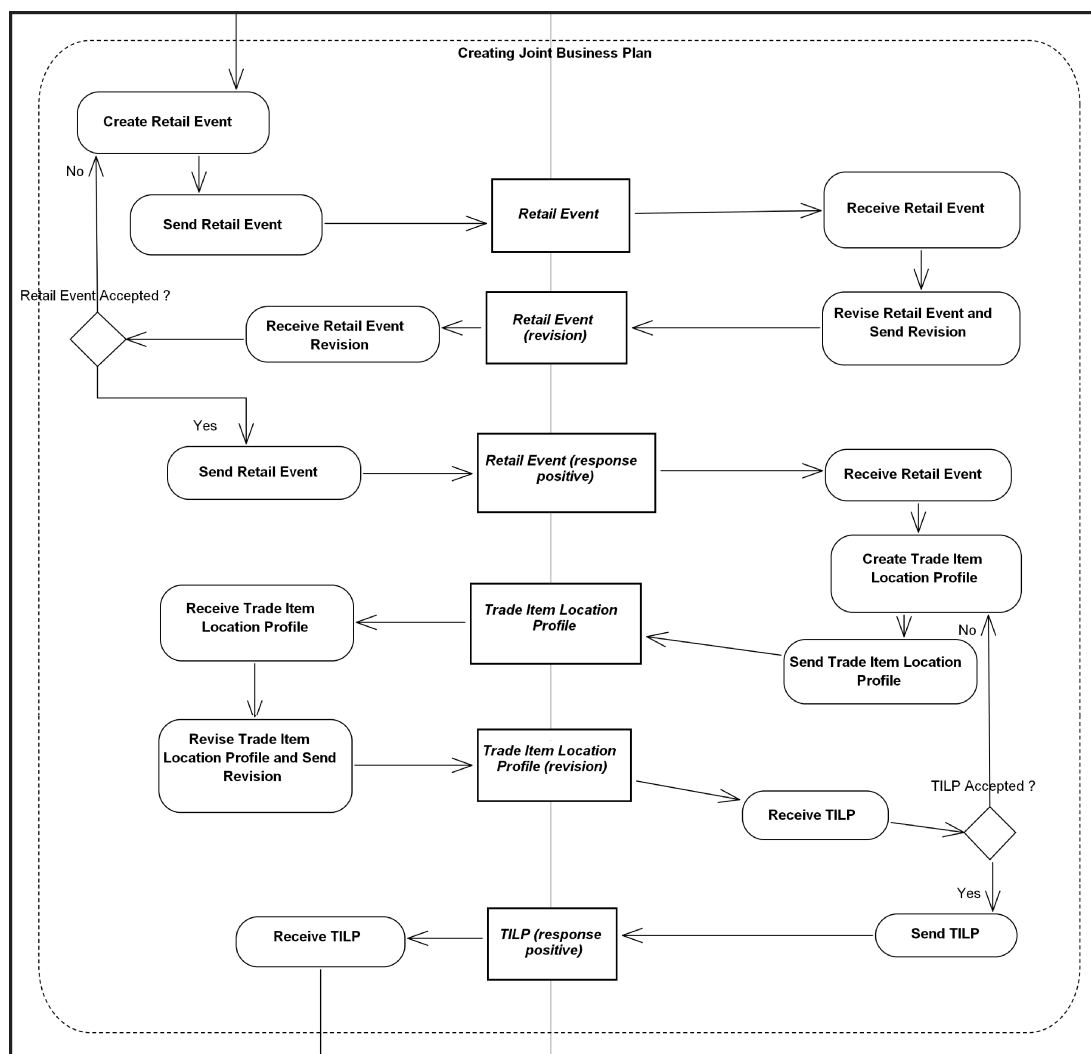 Creating Joint Business Plan
Create Retail Event
No
Send Retail Event
Retail Event
Receive Retail Event
Retail Event Accepted ?
Receive Retail Event
Revision
Retail Event
(revision)
Revise Retail Event and
Send Revision
Yes
Send Retail Event
Retail Event (response
positive)
Receive Retail Event
Create Trade Item
Location Profile
Receive Trade Item
Location Profile
Trade Item Location
Profile
No
Send Trade Item Location
Profile
Revise Trade Item
Location Profile and Send
Revision
Trade Item Location
Profile (revision)
TILP Accepted ?
Receive TILP
Yes
Receive TILP
TILP (response
positive)
Send TILP